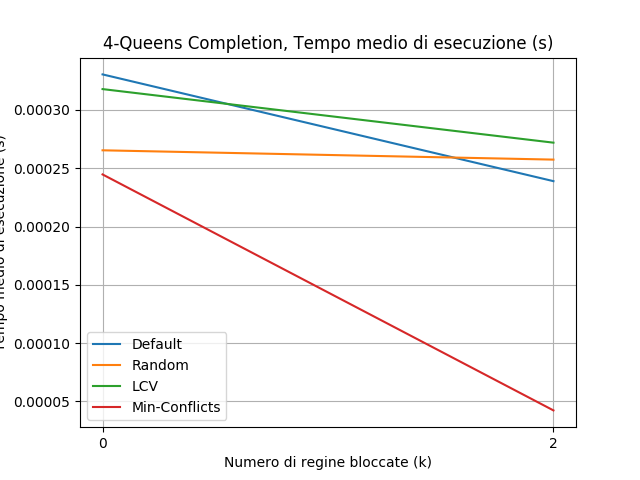 4-Queens Completion, Tempo medio di esecuzione (s)
Tempo medio di esecuzione (s)
0.00030
0.00025
0.00020
0.00015
0.00010
0.00005
Default
Random
LCV
Min-Conflicts
0
2
Numero di regine bloccate (k)